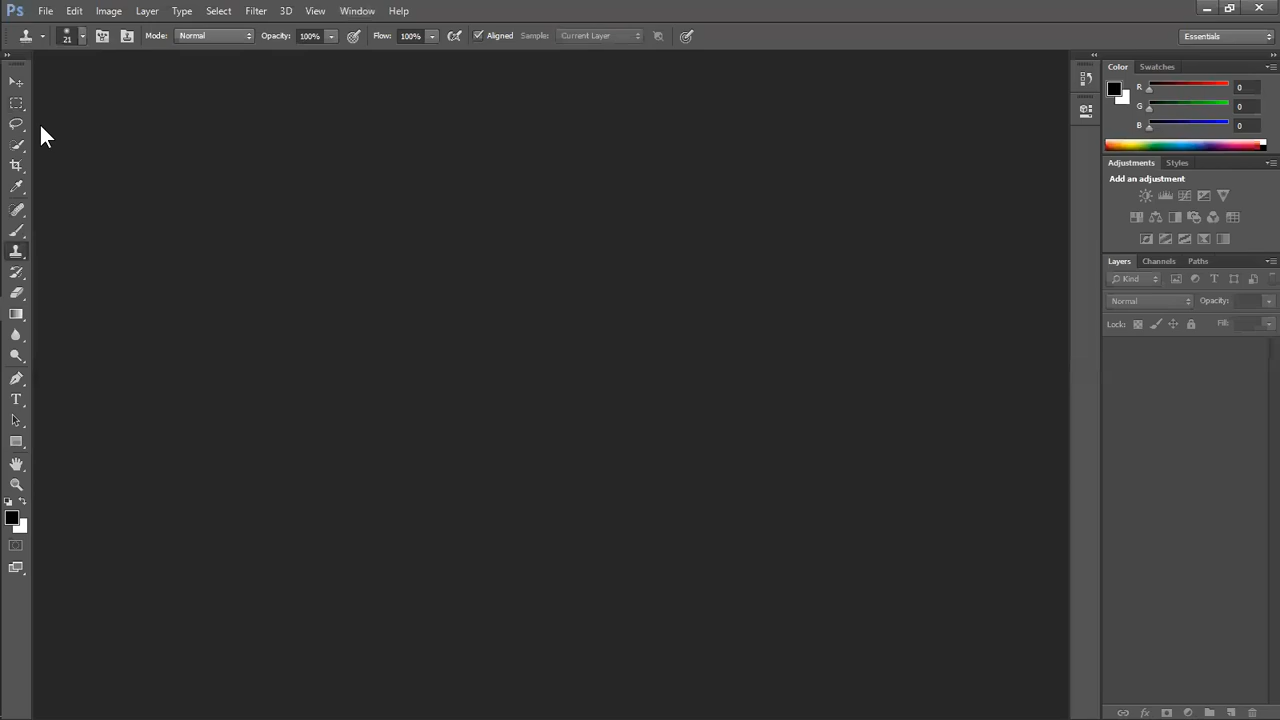 Ps File Edit Image Layer Type Select Filter 3D View Window Help
21 Mode: Normal Opacity: 100% Flow: 100% Aligned Sample: Current Layer Essentials
Color Swatches
R 0
G 0
B 0
Adjustments Styles
Add an adjustment
Layers Channels Paths
Kind T
Normal Opacity:
Lock: Fill:
T
fx